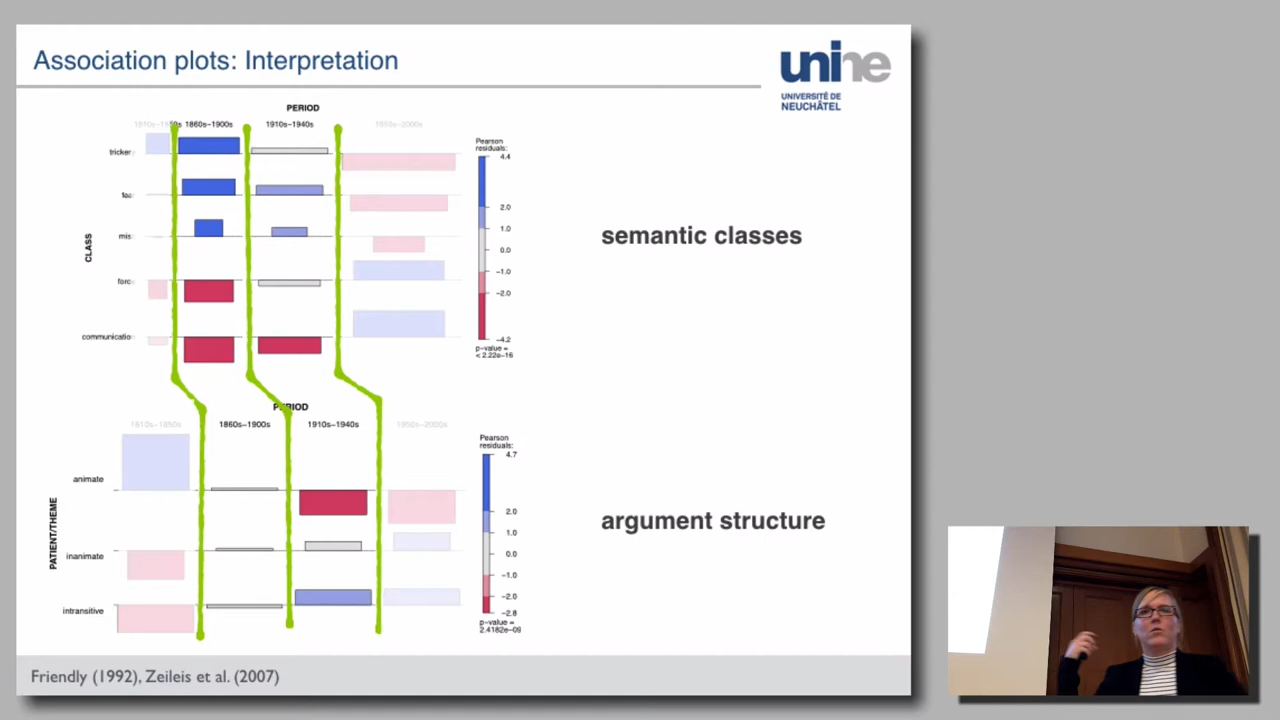 Association plots: Interpretation
unine
UNIVERSITÉ DE
NEUCHÂTEL
PERIOD
1860s–1900s 1910s–1940s 1950s–2000s
Pearson
residuals:
4.4
2.0
1.0
0.0
−1.0
−2.0
−4.2
p−value =
< 2.22e−16
CLASS
tricker
mis
forc
communicatio
semantic classes
PERIOD
1810s–1850s 1860s–1900s 1910s–1940s 1950s–2000s
Pearson
residuals:
4.7
2.0
1.0
0.0
−1.0
−2.0
−2.8
p−value =
2.4182e−09
PATIENT/THEME
animate
inanimate
intransitive
argument structure
Friendly (1992), Zeileis et al. (2007)